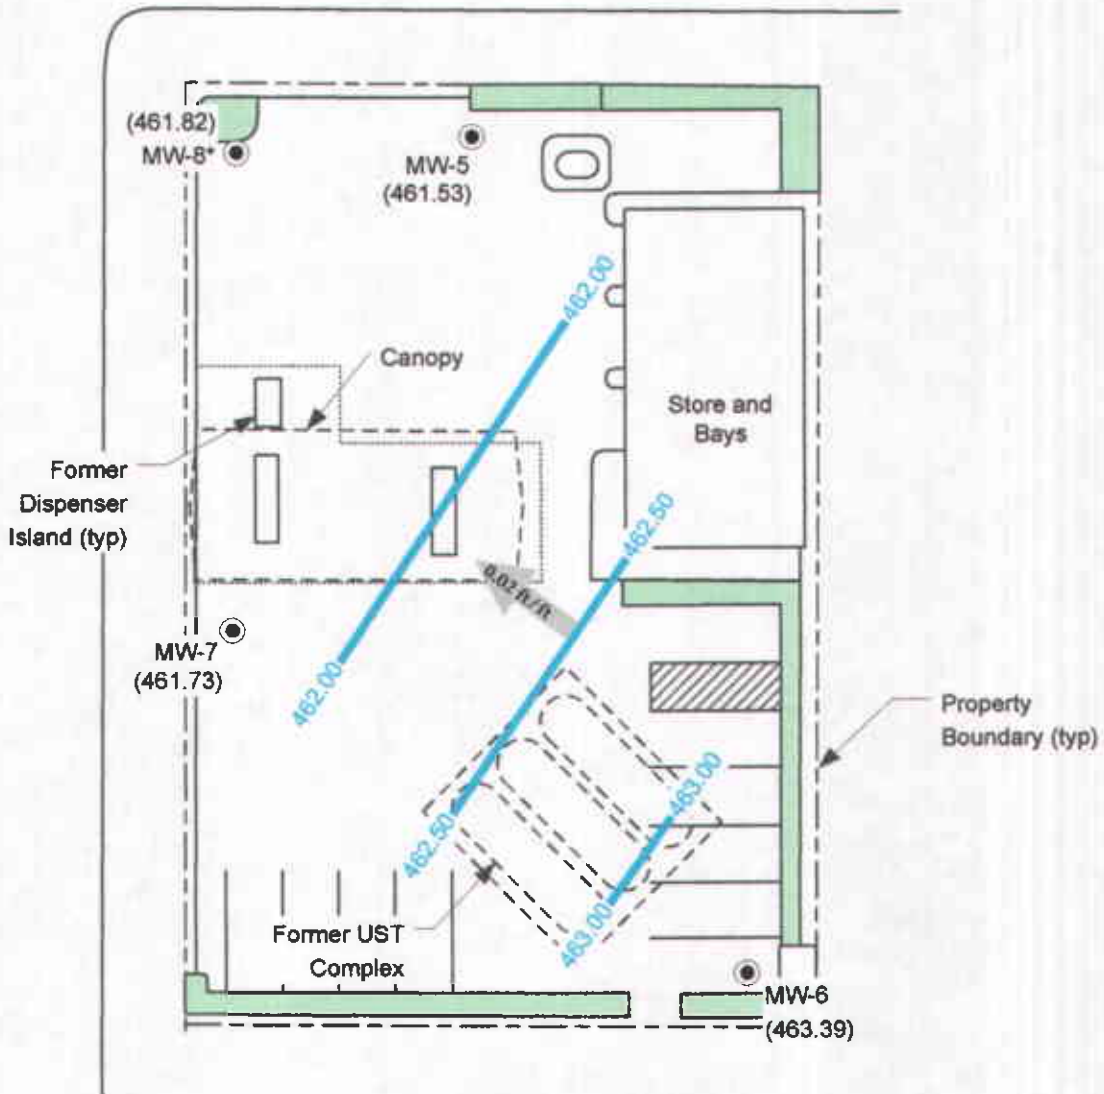 (461.82)
MW-8*
MW-5
(461.53)
462.00
Canopy
Store and
Bays
Former
Dispenser
Island (typ)
462.50
0.02 ft/ft
MW-7
(461.73)
462.00
Property
Boundary (typ)
463.00
462.50
Former UST
Complex
463.00
MW-6
(463.39)